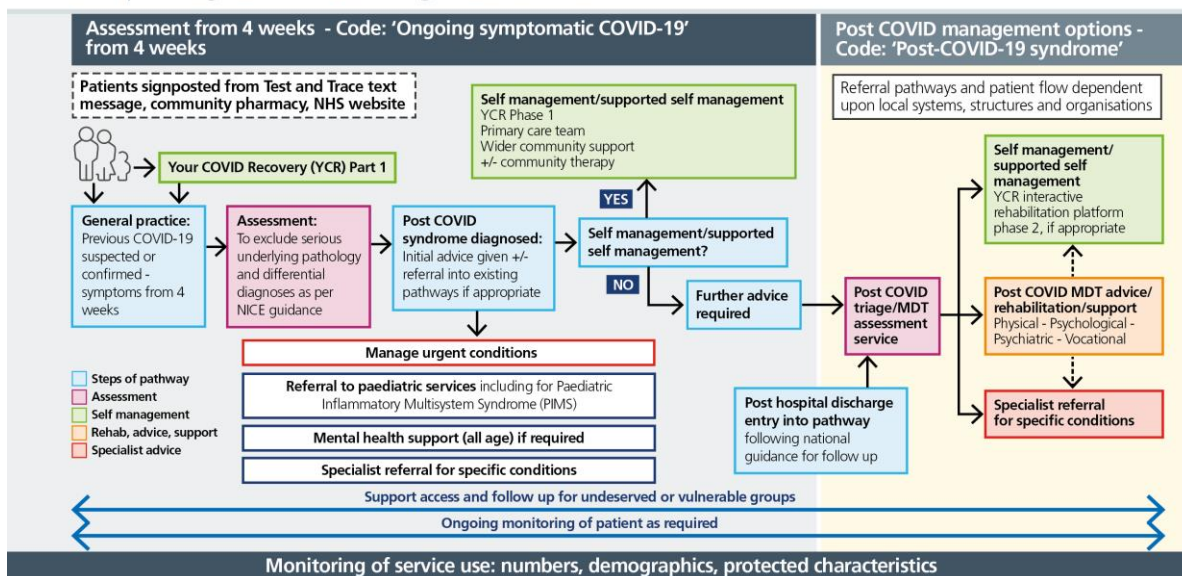 Assessment from 4 weeks - Code: 'Ongoing symptomatic COVID-19'
from 4 weeks
Post COVID management options -
Code: 'Post-COVID-19 syndrome'
Patients signposted from Test and Trace text
message, community pharmacy, NHS website
Your COVID Recovery (YCR) Part 1
General practice:
Previous COVID-19
suspected or
confirmed -
symptoms from 4
weeks
Assessment:
To exclude serious
underlying pathology
and differential
diagnoses as per
NICE guidance
Post COVID
syndrome diagnosed:
Initial advice given +/-
referral into existing
pathways if appropriate
Self management/supported self management
YCR Phase 1
Primary care team
Wider community support
+/- community therapy
YES
Self management/supported
self management?
NO
Further advice
required
Manage urgent conditions
Referral to paediatric services including for Paediatric
Inflammatory Multisystem Syndrome (PIMS)
Mental health support (all age) if required
Specialist referral for specific conditions
Steps of pathway
Assessment
Self management
Rehab, advice, support
Specialist advice
Post hospital discharge
entry into pathway
following national
guidance for follow up
Referral pathways and patient flow dependent
upon local systems, structures and organisations
Post COVID
triage/MDT
assessment
service
Self management/
supported self
management
YCR interactive
rehabilitation platform
phase 2, if appropriate
Post COVID MDT advice/
rehabilitation/support
Physical - Psychological -
Psychiatric - Vocational
Specialist referral
for specific conditions
Support access and follow up for undeserved or vulnerable groups
Ongoing monitoring of patient as required
Monitoring of service use: numbers, demographics, protected characteristics